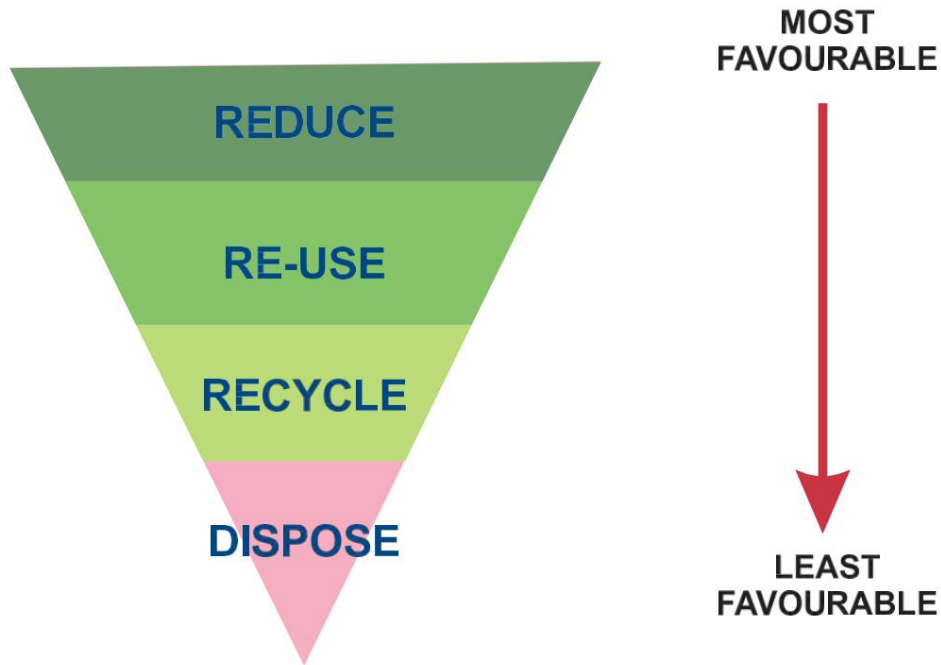 MOST
FAVOURABLE
REDUCE
RE-USE
RECYCLE
DISPOSE
LEAST
FAVOURABLE